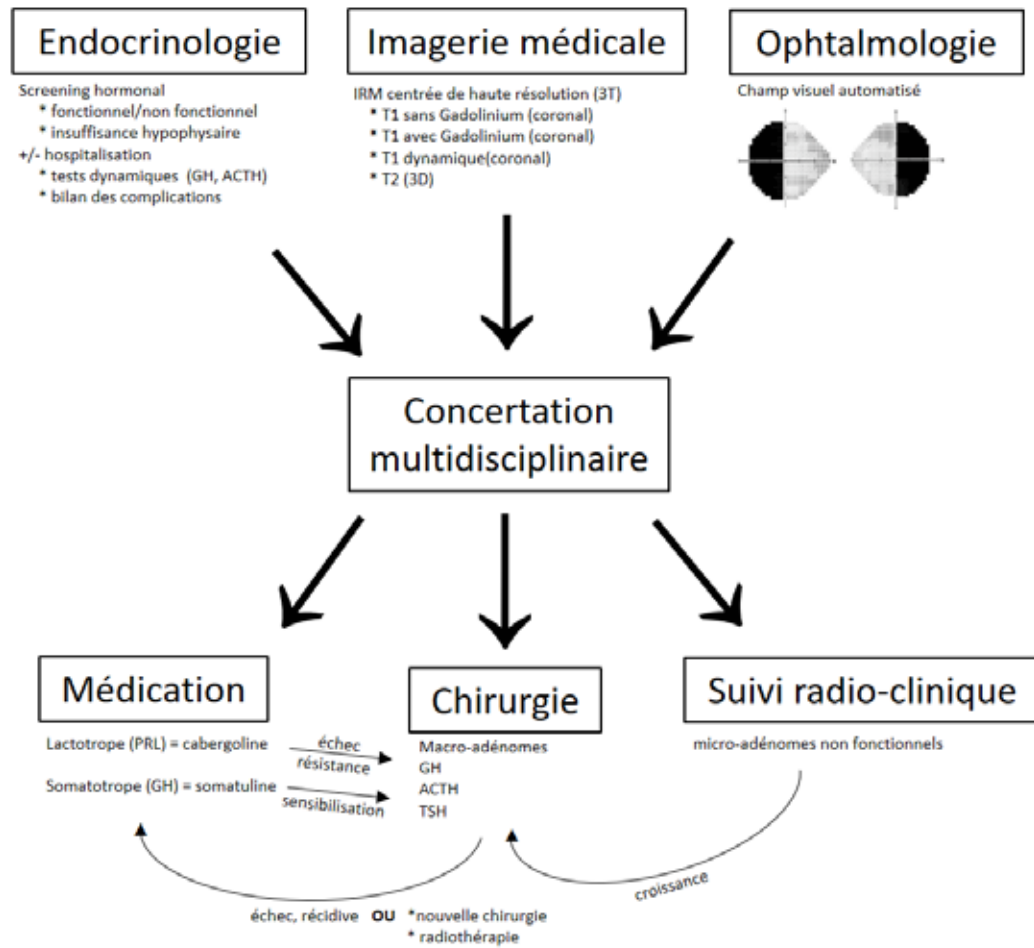 Endocrinologie
Screening hormonal
* fonctionnel/non fonctionnel
* insuffisance hypophysaire
+/- hospitalisation
* tests dynamiques (GH, ACTH)
* bilan des complications
Imagerie médicale
IRM centrée de haute résolution (3T)
* T1 sans Gadolinium (coronal)
* T1 avec Gadolinium (coronal)
* T1 dynamique(coronal)
* T2 (3D)
Ophtalmologie
Champ visuel automatisé
Concertation
multidisciplinaire
Médication
Lactotrope (PRL) = cabergoline
Somatotrope (GH) = somatuline
échec
résistance
sensibilisation
Chirurgie
Macro-adénomes
GH
ACTH
TSH
Suivi radio-clinique
micro-adénomes non fonctionnels
croissance
échec, récidive OU *nouvelle chirurgie
* radiothérapie